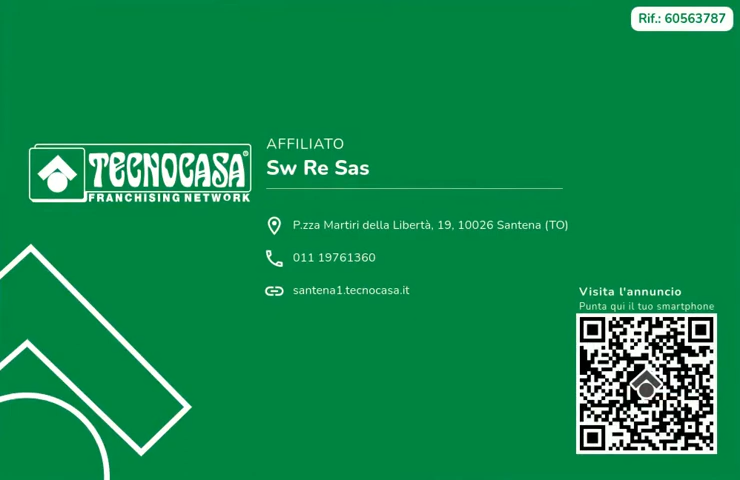 Rif.: 60563787
TECNOCASA®
FRANCHISING NETWORK
AFFILIATO
Sw Re Sas
P.zza Martiri della Libertà, 19, 10026 Santena (TO)
011 19761360
santena1.tecnocasa.it
Visita l'annuncio
Punta qui il tuo smartphone